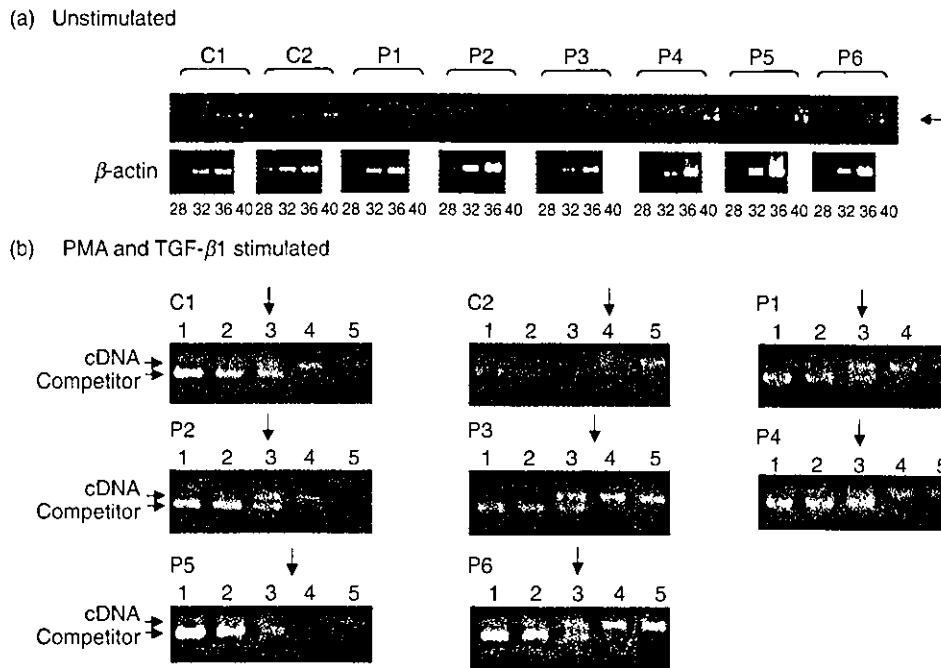 (a) Unstimulated
C1 C2 P1 P2 P3 P4 P5 P6
β-actin
28 32 36 40 28 32 36 40 28 32 36 40 28 32 36 40 28 32 36 40 28 32 36 40 28 32 36 40 28 32 36 40
(b) PMA and TGF-β1 stimulated
C1 C2 P1
1 2 3 4 5 1 2 3 4 5 1 2 3 4
cDNA
Competitor
P2 P3 P4
1 2 3 4 5 1 2 3 4 5 1 2 3 4 5
cDNA
Competitor
P5 P6
1 2 3 4 5 1 2 3 4 5
cDNA
Competitor